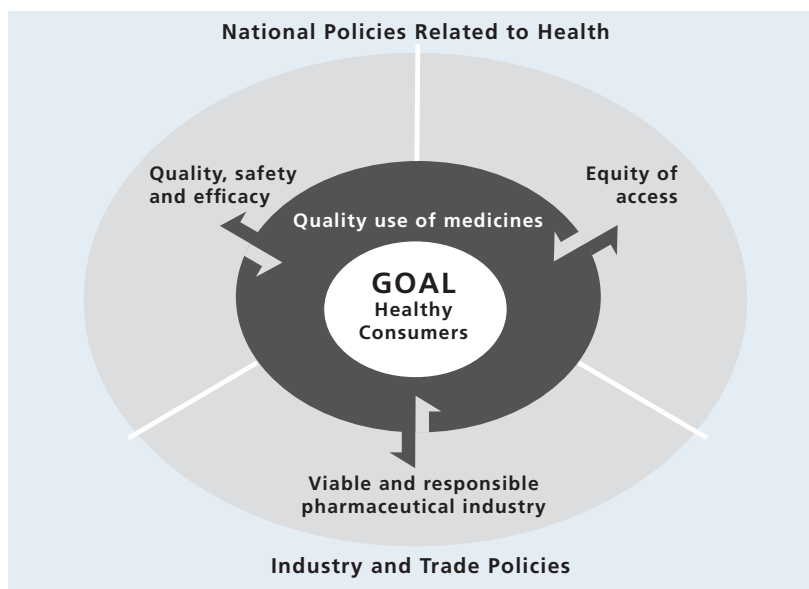 National Policies Related to Health
Quality, safety
and efficacy
Equity of
access
Quality use of medicines
GOAL
Healthy
Consumers
Viable and responsible
pharmaceutical industry
Industry and Trade Policies